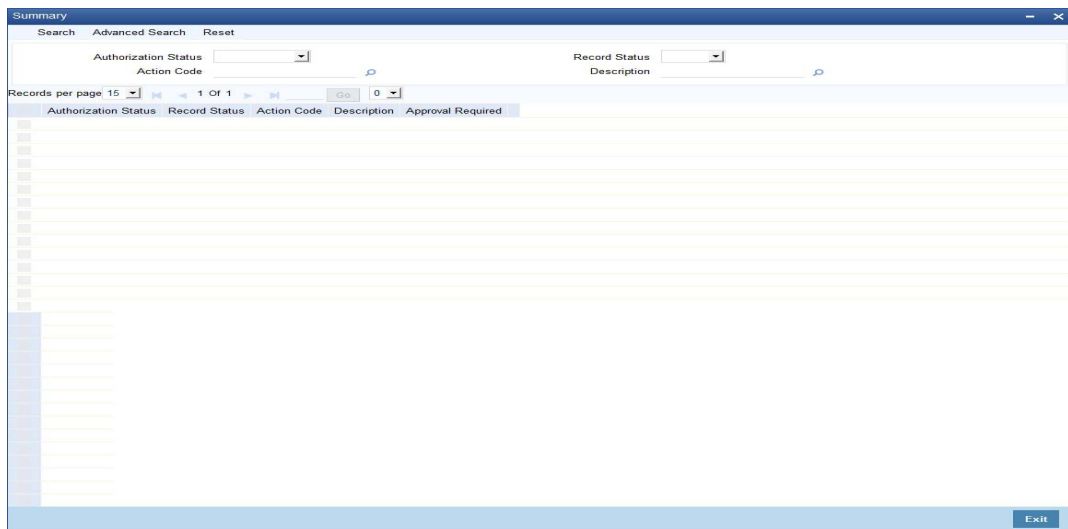 Summary
Search Advanced Search Reset
Authorization Status Record Status
Action Code Description
Records per page 15 1 Of 1 Go 0
Authorization Status Record Status Action Code Description Approval Required
Exit